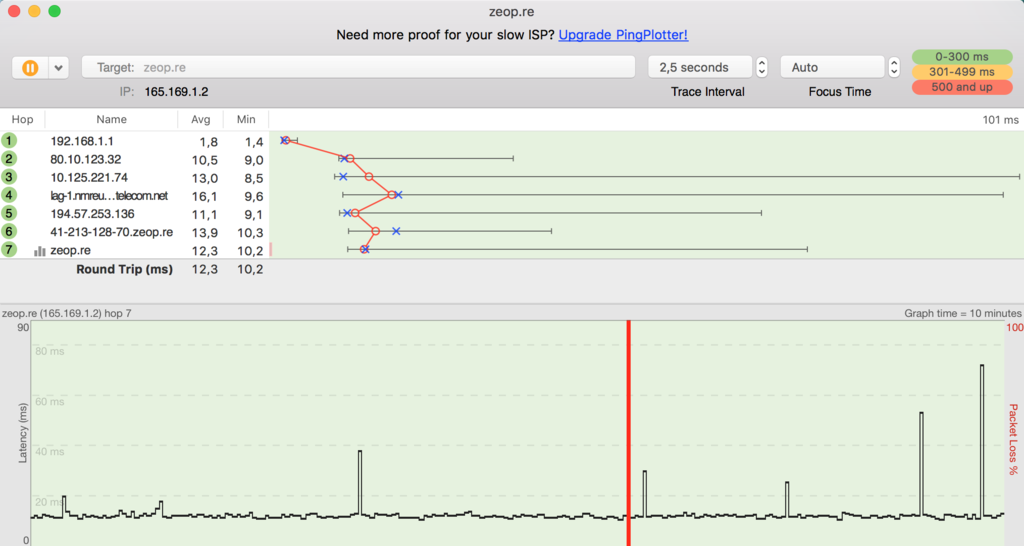 zeop.re
Need more proof for your slow ISP? Upgrade PingPlotter!
Target: zeop.re
2,5 seconds
Auto
0-300 ms
301-499 ms
500 and up
IP: 165.169.1.2
Trace Interval
Focus Time
Hop Name Avg Min 101 ms
1 192.168.1.1 1,8 1,4
2 80.10.123.32 10,5 9,0
3 10.125.221.74 13,0 8,5
4 lag-1.nmreu…telecom.net 16,1 9,6
5 194.57.253.136 11,1 9,1
6 41-213-128-70.zeop.re 13,9 10,3
7 zeop.re 12,3 10,2
Round Trip (ms) 12,3 10,2
zeop.re (165.169.1.2) hop 7 Graph time = 10 minutes
90 100
80 ms
60 ms
40 ms
20 ms
0
Latency (ms)
Packet Loss %